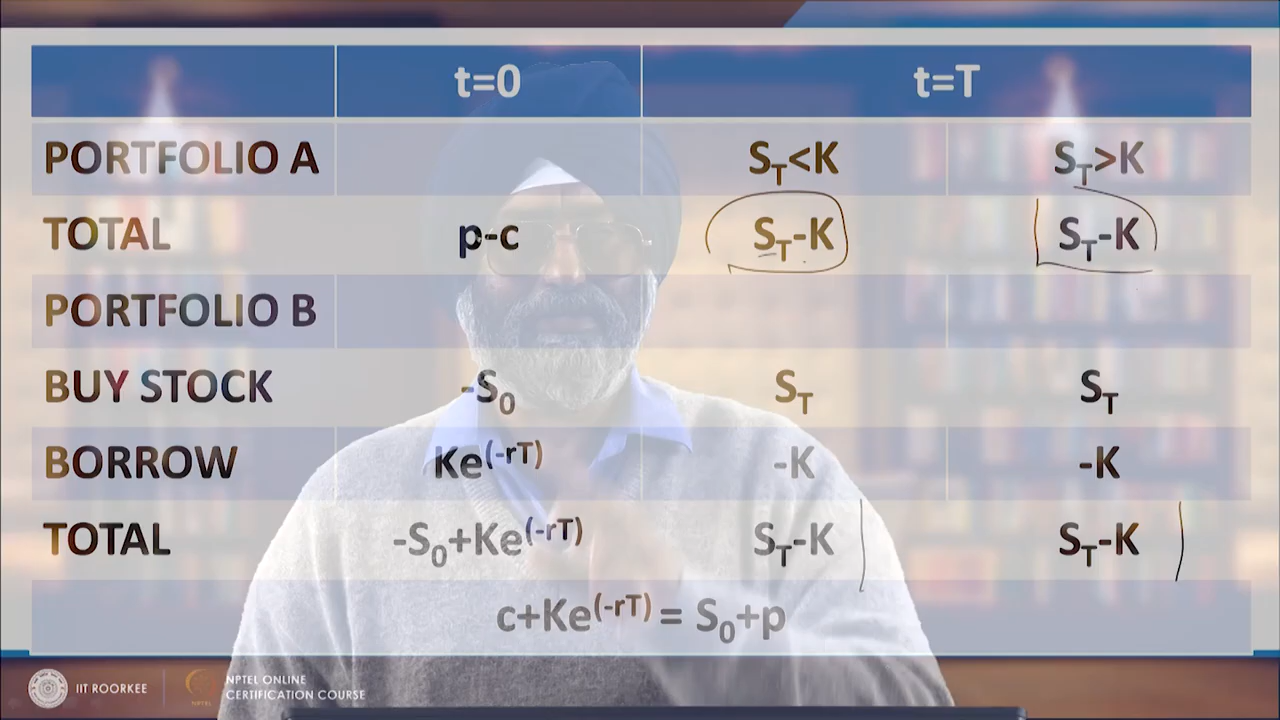 t=0 t=T
PORTFOLIO A S_T<K S_T>K
TOTAL p-c S_T-K S_T-K
PORTFOLIO B
BUY STOCK -S_0 S_T S_T
BORROW Ke^(-rT) -K -K
TOTAL -S_0+Ke^(-rT) S_T-K S_T-K
c+Ke^(-rT) = S_0+p
IIT ROORKEE
NPTEL ONLINE
CERTIFICATION COURSE